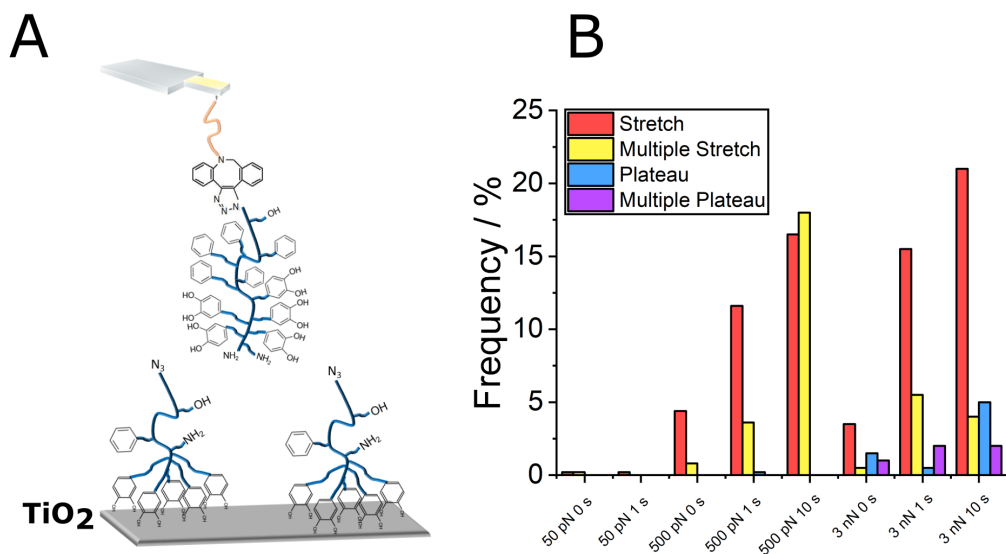 A
N
N
N
N
OH
OH
OH
HO
HO
OH
OH
HO
HO
OH
OH
NH₂
NH₂
N₃
OH
NH₂
N₃
OH
NH₂
TiO₂
B
Stretch
Multiple Stretch
Plateau
Multiple Plateau
Frequency / %
25
20
15
10
5
0
50 pN 0 s
50 pN 1 s
500 pN 0 s
500 pN 1 s
500 pN 10 s
3 nN 0 s
3 nN 1 s
3 nN 10 s